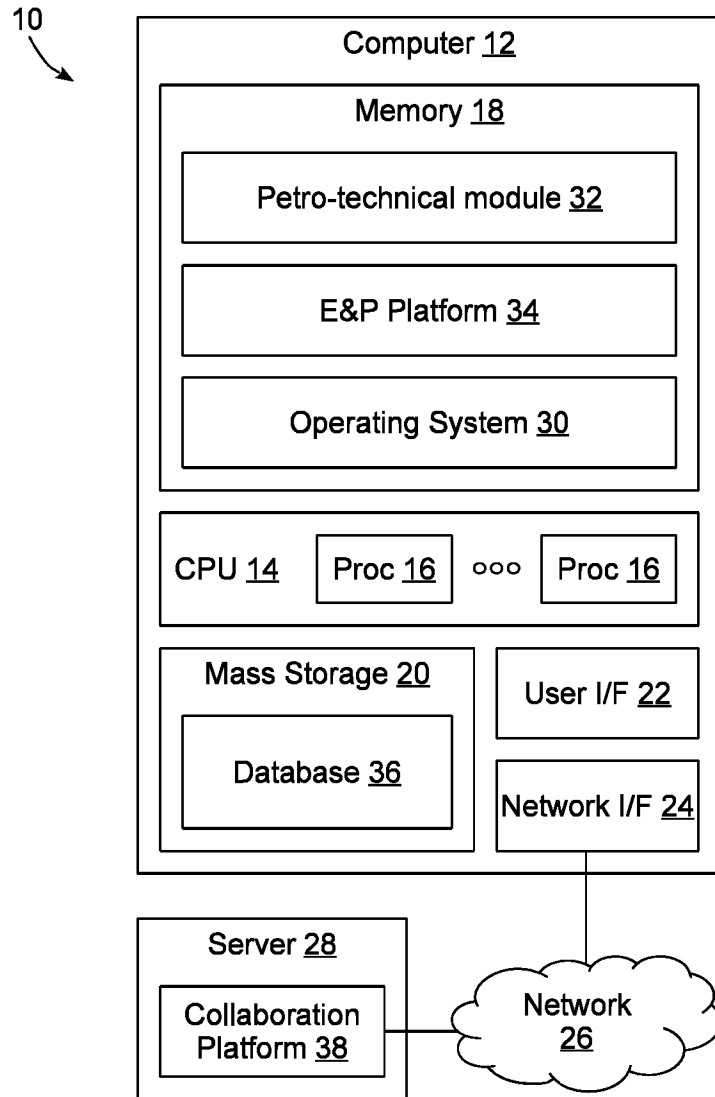 10
Computer 12
Memory 18
Petro-technical module 32
E&P Platform 34
Operating System 30
CPU 14
Proc 16
Proc 16
Mass Storage 20
Database 36
User I/F 22
Network I/F 24
Server 28
Collaboration
Platform 38
Network
26